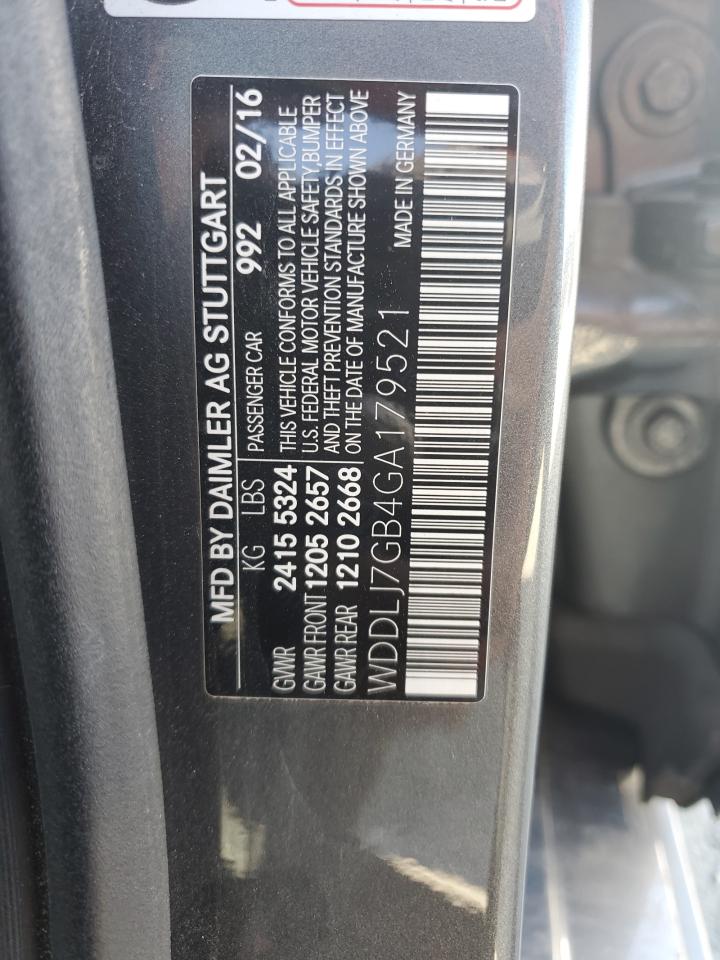 MFD BY DAIMLER AG STUTTGART
KG LBS PASSENGER CAR 992 02/16
GVWR 2415 5324 THIS VEHICLE CONFORMS TO ALL APPLICABLE
GAWR FRONT 1205 2657 U.S. FEDERAL MOTOR VEHICLE SAFETY,BUMPER
GAWR REAR 1210 2668 AND THEFT PREVENTION STANDARDS IN EFFECT
ON THE DATE OF MANUFACTURE SHOWN ABOVE
WDDLJ7GB4GA179521 MADE IN GERMANY